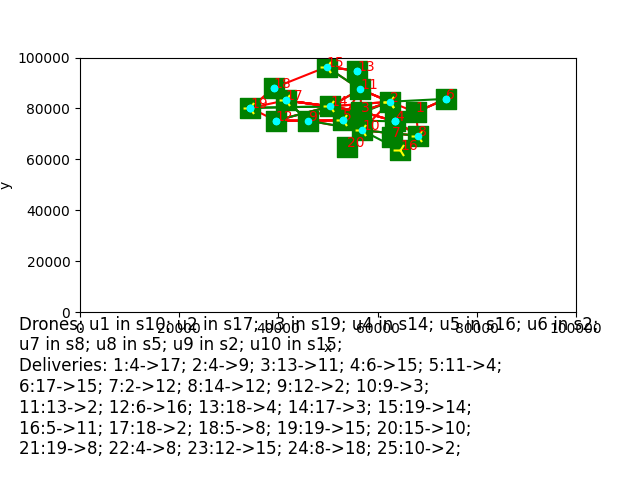 100000
80000
60000
40000
20000
0
y
0 20000 40000 60000 80000 100000
x
Drones: u1 in s10; u2 in s17; u3 in s19; u4 in s14; u5 in s16; u6 in s2;
u7 in s8; u8 in s5; u9 in s2; u10 in s15;
Deliveries: 1:4->17; 2:4->9; 3:13->11; 4:6->15; 5:11->4;
6:17->15; 7:2->12; 8:14->12; 9:12->2; 10:9->3;
11:13->2; 12:6->16; 13:18->4; 14:17->3; 15:19->14;
16:5->11; 17:18->2; 18:5->8; 19:19->15; 20:15->10;
21:19->8; 22:4->8; 23:12->15; 24:8->18; 25:10->2;